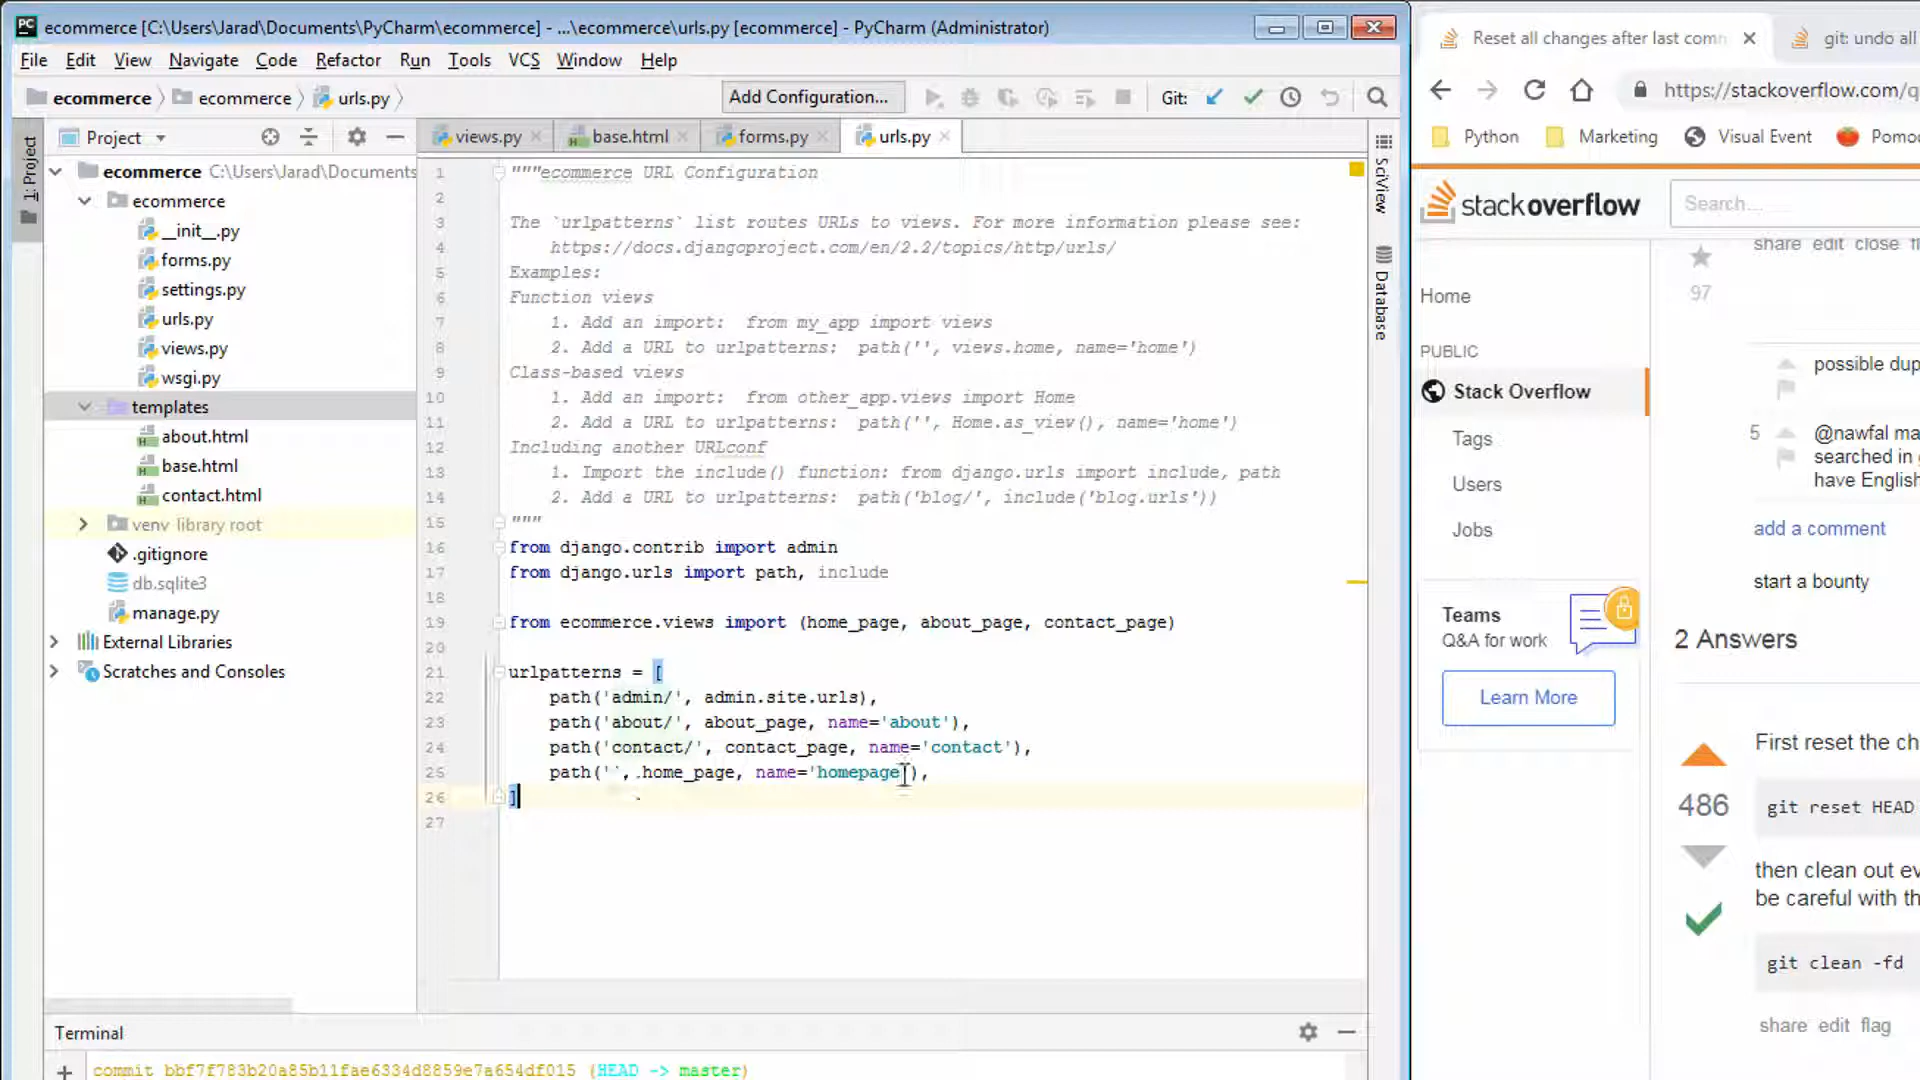 ecommerce [C:\Users\Jarad\Documents\PyCharm\ecommerce] - ...\ecommerce\urls.py [ecommerce] - PyCharm (Administrator)
File Edit View Navigate Code Refactor Run Tools VCS Window Help
ecommerce ecommerce urls.py
Add Configuration...
Git:
1: Project
Project
views.py base.html forms.py urls.py
ecommerce C:\Users\Jarad\Documents
ecommerce
__init__.py
forms.py
settings.py
urls.py
views.py
wsgi.py
templates
about.html
base.html
contact.html
venv library root
.gitignore
db.sqlite3
manage.py
External Libraries
Scratches and Consoles
1 """ecommerce URL Configuration
2
3 The `urlpatterns` list routes URLs to views. For more information please see:
4 https://docs.djangoproject.com/en/2.2/topics/http/urls/
5 Examples:
6 Function views
7 1. Add an import:  from my_app import views
8 2. Add a URL to urlpatterns:  path('', views.home, name='home')
9 Class-based views
10 1. Add an import:  from other_app.views import Home
11 2. Add a URL to urlpatterns:  path('', Home.as_view(), name='home')
12 Including another URLconf
13 1. Import the include() function: from django.urls import include, path
14 2. Add a URL to urlpatterns:  path('blog/', include('blog.urls'))
15 """
16 from django.contrib import admin
17 from django.urls import path, include
18
19 from ecommerce.views import (home_page, about_page, contact_page)
20
21 urlpatterns = [
22 path('admin/', admin.site.urls),
23 path('about/', about_page, name='about'),
24 path('contact/', contact_page, name='contact'),
25 path('', home_page, name='homepage'),
26 ]
27
SciView
Database
Terminal
commit bbf7f783b20a85b11fae6334d8859e7a654df015 (HEAD -> master)
Reset all changes after last comm
git: undo all
https://stackoverflow.com/q
Python Marketing Visual Event Pomo
stack overflow
Search...
Home
PUBLIC
Stack Overflow
Tags
Users
Jobs
Teams
Q&A for work
Learn More
share edit close fl
97
possible dup
5
@nawfal ma
searched in
have English
add a comment
start a bounty
2 Answers
First reset the ch
486
git reset HEAD
then clean out ev
be careful with th
git clean -fd
share edit flag